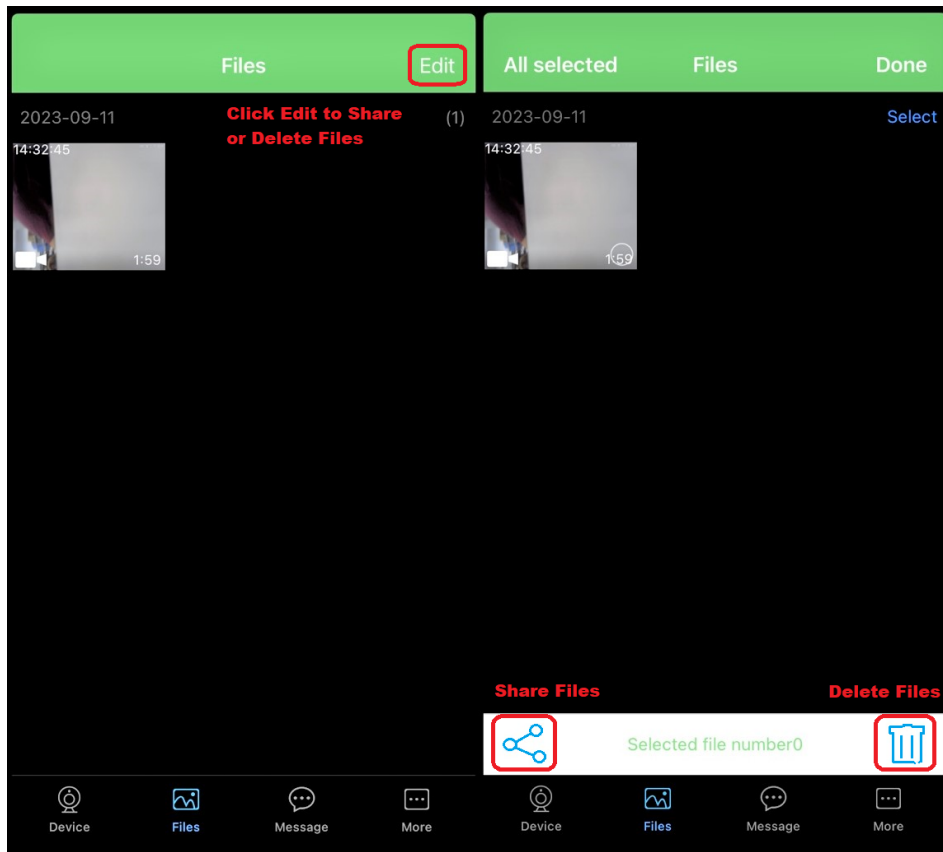 Files
Edit
2023-09-11
Click Edit to Share
or Delete Files
(1)
14:32:45
1:59
Device
Files
Message
More
All selected
Files
Done
2023-09-11
Select
14:32:45
1:59
Share Files
Delete Files
Selected file number0
Device
Files
Message
More